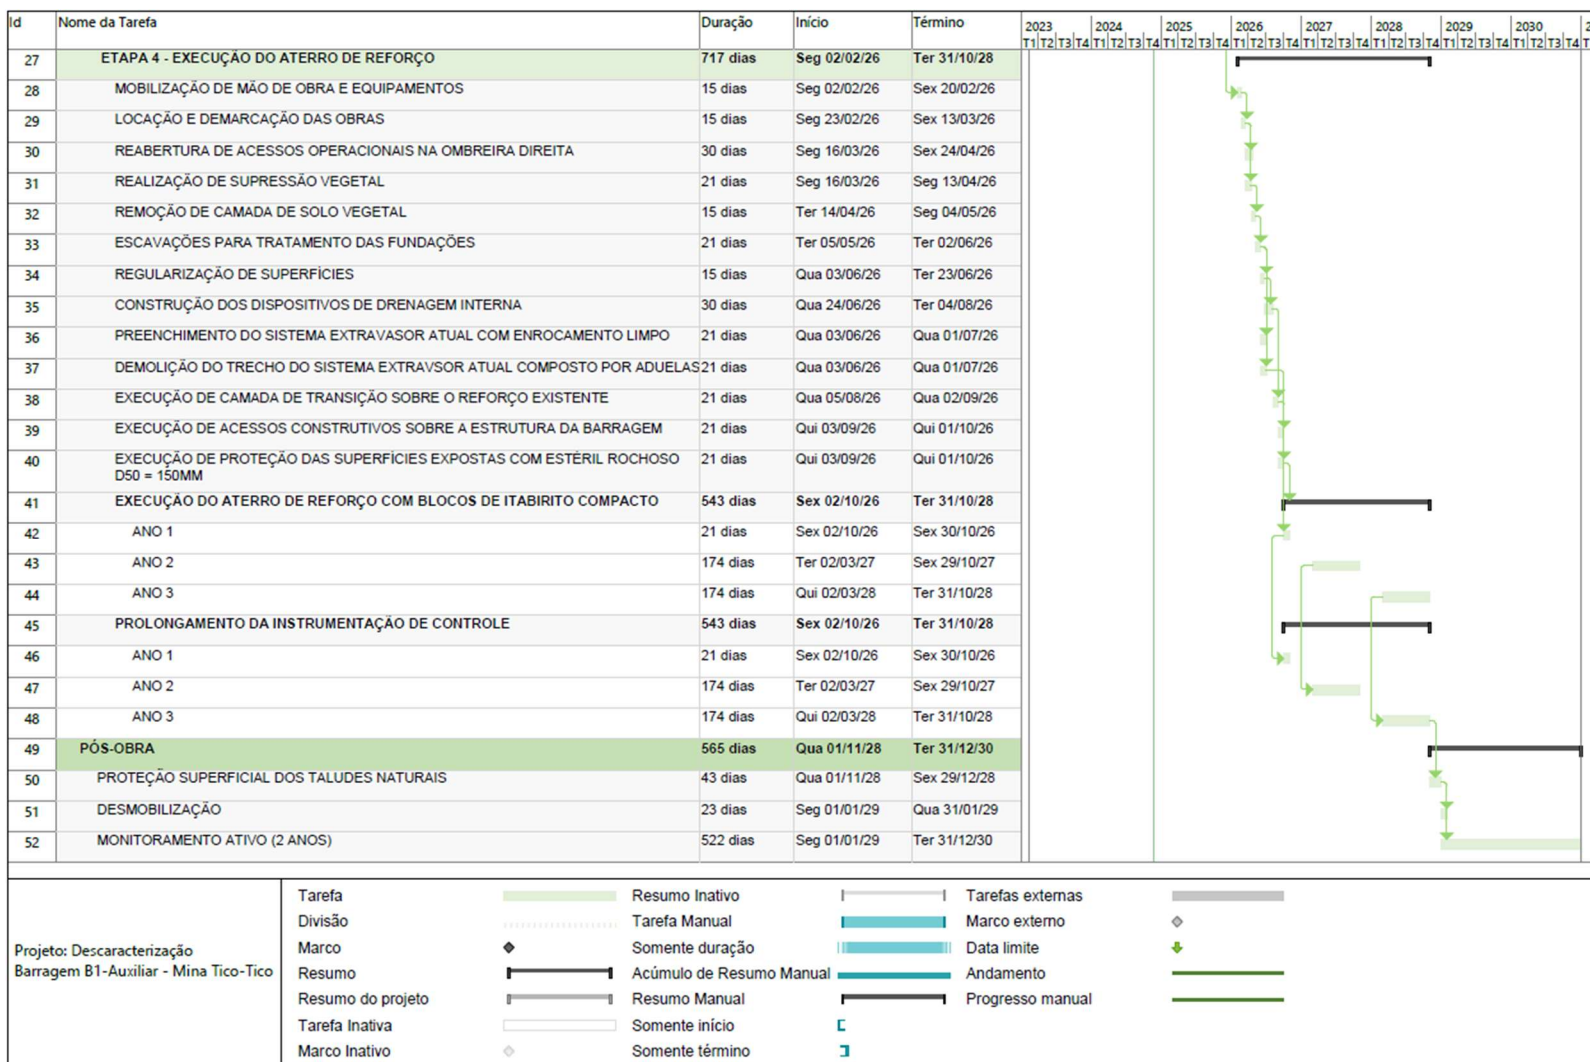 Id Nome da Tarefa Duração Início Término 2023 2024 2025 2026 2027 2028 2029 2030 2
T1 T2 T3 T4 T1 T2 T3 T4 T1 T2 T3 T4 T1 T2 T3 T4 T1 T2 T3 T4 T1 T2 T3 T4 T1 T2 T3 T4 T1 T2 T3 T4 T
27 ETAPA 4 - EXECUÇÃO DO ATERRO DE REFORÇO 717 dias Seg 02/02/26 Ter 31/10/28
28 MOBILIZAÇÃO DE MÃO DE OBRA E EQUIPAMENTOS 15 dias Seg 02/02/26 Sex 20/02/26
29 LOCAÇÃO E DEMARCAÇÃO DAS OBRAS 15 dias Seg 23/02/26 Sex 13/03/26
30 REABERTURA DE ACESSOS OPERACIONAIS NA OMBREIRA DIREITA 30 dias Seg 16/03/26 Sex 24/04/26
31 REALIZAÇÃO DE SUPRESSÃO VEGETAL 21 dias Seg 16/03/26 Seg 13/04/26
32 REMOÇÃO DE CAMADA DE SOLO VEGETAL 15 dias Ter 14/04/26 Seg 04/05/26
33 ESCAVAÇÕES PARA TRATAMENTO DAS FUNDAÇÕES 21 dias Ter 05/05/26 Ter 02/06/26
34 REGULARIZAÇÃO DE SUPERFÍCIES 15 dias Qua 03/06/26 Ter 23/06/26
35 CONSTRUÇÃO DOS DISPOSITIVOS DE DRENAGEM INTERNA 30 dias Qua 24/06/26 Ter 04/08/26
36 PREENCHIMENTO DO SISTEMA EXTRAVASOR ATUAL COM ENROCAMENTO LIMPO 21 dias Qua 03/06/26 Qua 01/07/26
37 DEMOLIÇÃO DO TRECHO DO SISTEMA EXTRAVSOR ATUAL COMPOSTO POR ADUELAS 21 dias Qua 03/06/26 Qua 01/07/26
38 EXECUÇÃO DE CAMADA DE TRANSIÇÃO SOBRE O REFORÇO EXISTENTE 21 dias Qua 05/08/26 Qua 02/09/26
39 EXECUÇÃO DE ACESSOS CONSTRUTIVOS SOBRE A ESTRUTURA DA BARRAGEM 21 dias Qui 03/09/26 Qui 01/10/26
40 EXECUÇÃO DE PROTEÇÃO DAS SUPERFÍCIES EXPOSTAS COM ESTÉRIL ROCHOSO 21 dias Qui 03/09/26 Qui 01/10/26
D50 = 150MM
41 EXECUÇÃO DO ATERRO DE REFORÇO COM BLOCOS DE ITABIRITO COMPACTO 543 dias Sex 02/10/26 Ter 31/10/28
42 ANO 1 21 dias Sex 02/10/26 Sex 30/10/26
43 ANO 2 174 dias Ter 02/03/27 Sex 29/10/27
44 ANO 3 174 dias Qui 02/03/28 Ter 31/10/28
45 PROLONGAMENTO DA INSTRUMENTAÇÃO DE CONTROLE 543 dias Sex 02/10/26 Ter 31/10/28
46 ANO 1 21 dias Sex 02/10/26 Sex 30/10/26
47 ANO 2 174 dias Ter 02/03/27 Sex 29/10/27
48 ANO 3 174 dias Qui 02/03/28 Ter 31/10/28
49 PÓS-OBRA 565 dias Qua 01/11/28 Ter 31/12/30
50 PROTEÇÃO SUPERFICIAL DOS TALUDES NATURAIS 43 dias Qua 01/11/28 Sex 29/12/28
51 DESMOBILIZAÇÃO 23 dias Seg 01/01/29 Qua 31/01/29
52 MONITORAMENTO ATIVO (2 ANOS) 522 dias Seg 01/01/29 Ter 31/12/30
Projeto: Descaracterização
Barragem B1-Auxiliar - Mina Tico-Tico
Tarefa Resumo Inativo Tarefas externas
Divisão Tarefa Manual Marco externo
Marco Somente duração Data limite
Resumo Acúmulo de Resumo Manual Andamento
Resumo do projeto Resumo Manual Progresso manual
Tarefa Inativa Somente início
Marco Inativo Somente término